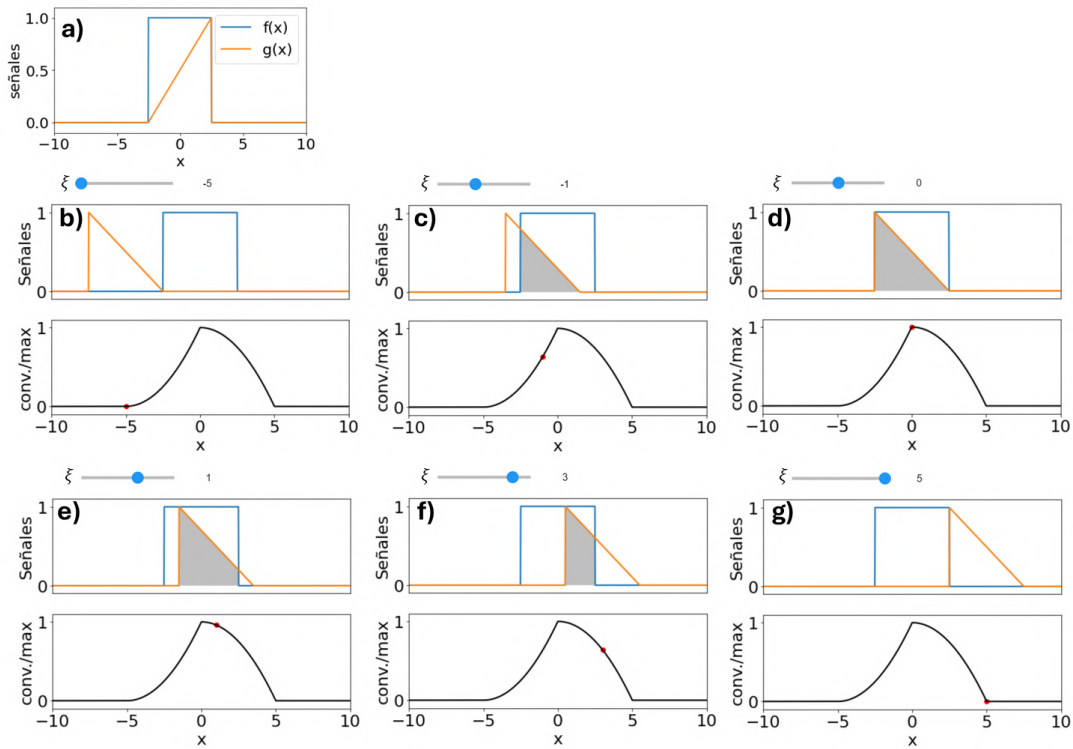 a)
1.0
0.5
0.0
señales
f(x)
g(x)
−10 −5 0 5 10
x
ξ -5
ξ -1
ξ 0
b)
1
0
Señales
1
0
conv./max
−10 −5 0 5 10
x
c)
1
0
Señales
1
0
conv./max
−10 −5 0 5 10
x
d)
1
0
Señales
1
0
conv./max
−10 −5 0 5 10
x
ξ 1
ξ 3
ξ 5
e)
1
0
Señales
1
0
conv./max
−10 −5 0 5 10
x
f)
1
0
Señales
1
0
conv./max
−10 −5 0 5 10
x
g)
1
0
Señales
1
0
conv./max
−10 −5 0 5 10
x